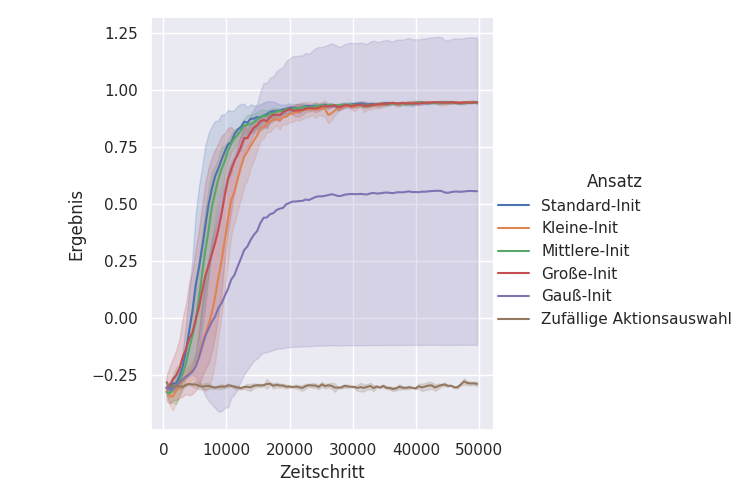 1.25
1.00
0.75
0.50
0.25
0.00
−0.25
Ergebnis
0 10000 20000 30000 40000 50000
Zeitschritt
Ansatz
Standard-Init
Kleine-Init
Mittlere-Init
Große-Init
Gauß-Init
Zufällige Aktionsauswahl